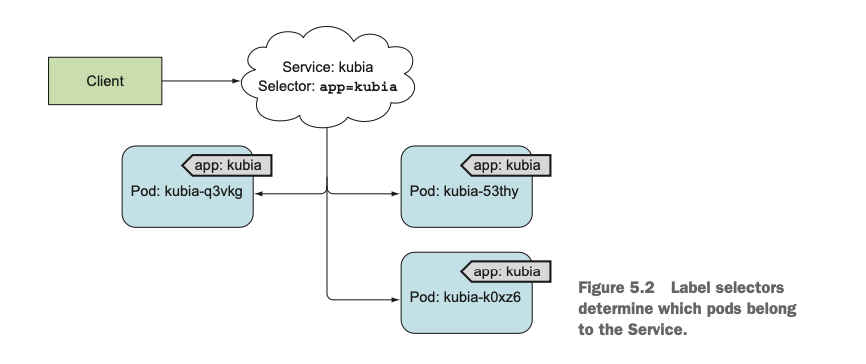 Client
Service: kubia
Selector: app=kubia
app: kubia
Pod: kubia-q3vkg
app: kubia
Pod: kubia-53thy
app: kubia
Pod: kubia-k0xz6
Figure 5.2 Label selectors
determine which pods belong
to the Service.